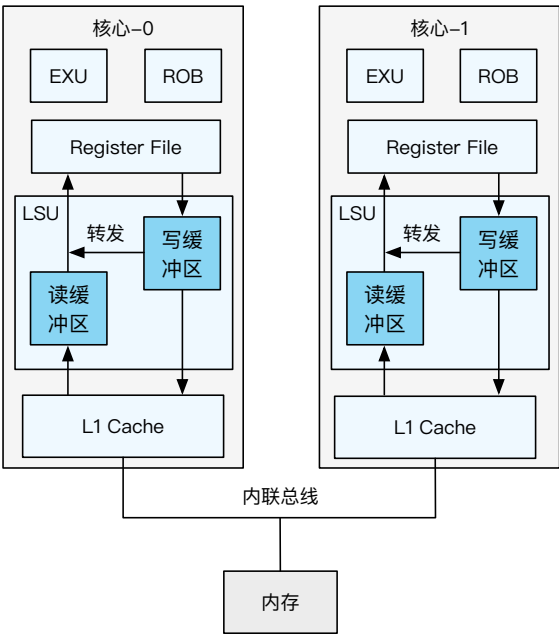 核心-0
EXU
ROB
Register File
LSU
转发
写缓
冲区
读缓
冲区
L1 Cache
核心-1
EXU
ROB
Register File
LSU
转发
写缓
冲区
读缓
冲区
L1 Cache
内联总线
内存